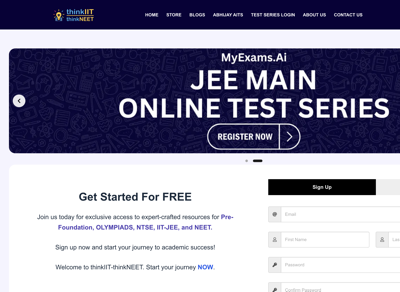 thinkIIT
thinkNEET
HOME STORE BLOGS ABHIJAY AITS TEST SERIES LOGIN ABOUT US CONTACT US
MyExams.Ai
JEE MAIN
ONLINE TEST SERIES
REGISTER NOW
Get Started For FREE
Join us today for exclusive access to expert-crafted resources for Pre-
Foundation, OLYMPIADS, NTSE, IIT-JEE, and NEET.
Sign up now and start your journey to academic success!
Welcome to thinkIIT-thinkNEET. Start your journey NOW.
Sign Up
@ Email
First Name
Las
Password
Confirm Password